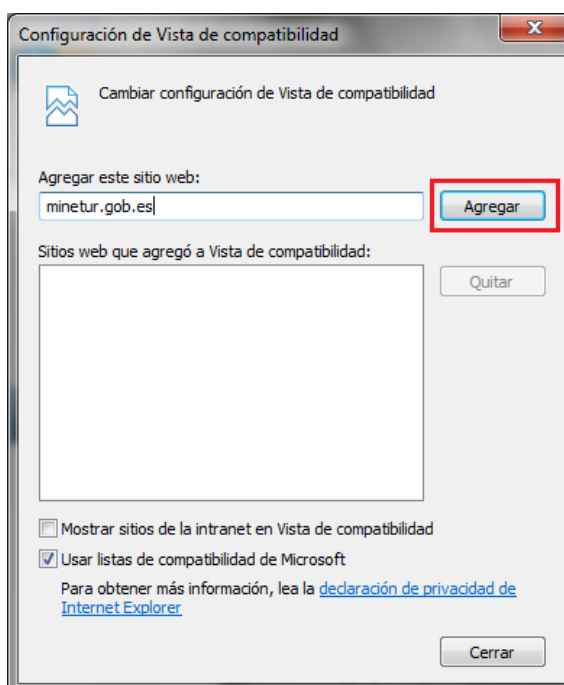 Configuración de Vista de compatibilidad
Cambiar configuración de Vista de compatibilidad
Agregar este sitio web:
minetur.gob.es
Agregar
Sitios web que agregó a Vista de compatibilidad:
Quitar
Mostrar sitios de la intranet en Vista de compatibilidad
Usar listas de compatibilidad de Microsoft
Para obtener más información, lea la declaración de privacidad de
Internet Explorer
Cerrar